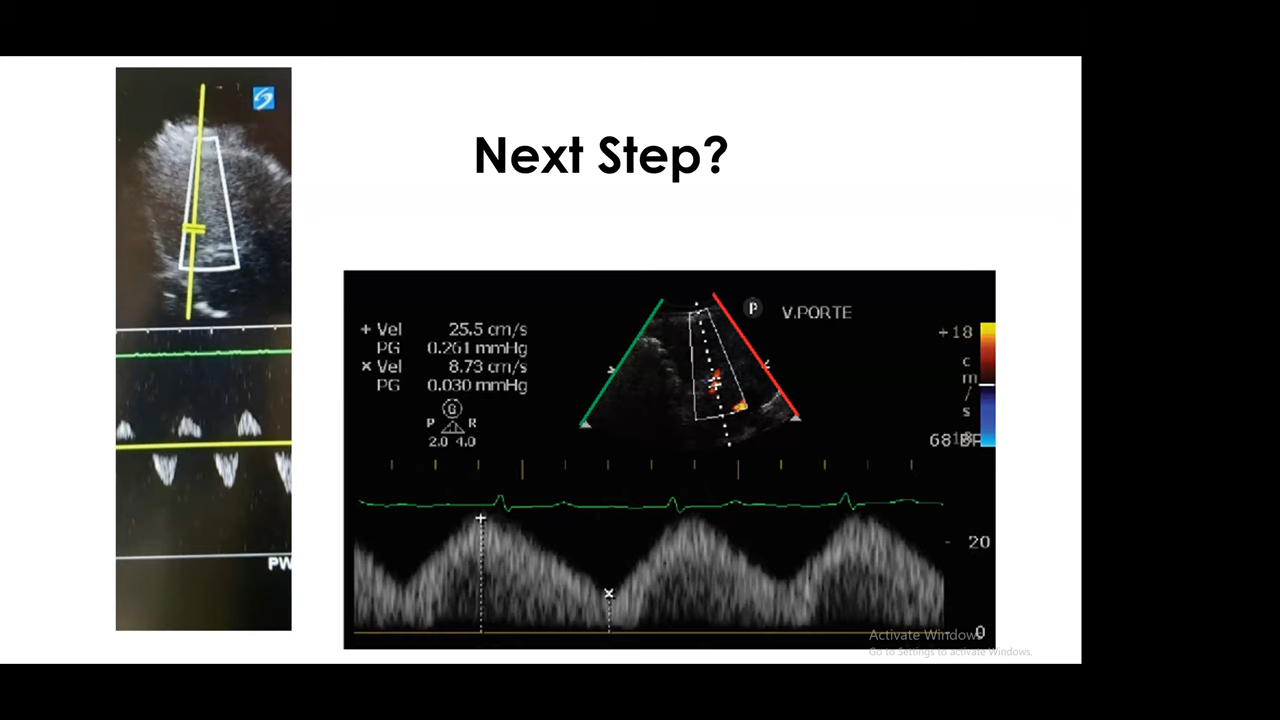 Next Step?
V.PORTE
+ Vel 25.5 cm/s
PG 0.261 mmHg
× Vel 8.73 cm/s
PG 0.030 mmHg
G
P R
2.0 4.0
P
+18
c
m
/
s
68
20
0
PW
Activate Windows
Go to Settings to activate Windows.